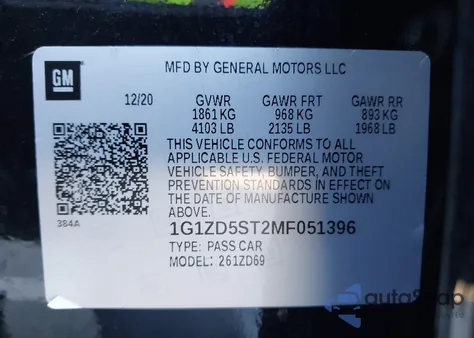 GM
MFD BY GENERAL MOTORS LLC
12/20 GVWR GAWR FRT GAWR RR
1861 KG 968 KG 893 KG
4103 LB 2135 LB 1968 LB
THIS VEHICLE CONFORMS TO ALL
APPLICABLE U.S. FEDERAL MOTOR
VEHICLE SAFETY, BUMPER, AND THEFT
PREVENTION STANDARDS IN EFFECT ON
THE DATE OF MANUFACTURE SHOWN
ABOVE.
384A
1G1ZD5ST2MF051396
TYPE: PASS CAR
MODEL: 261ZD69